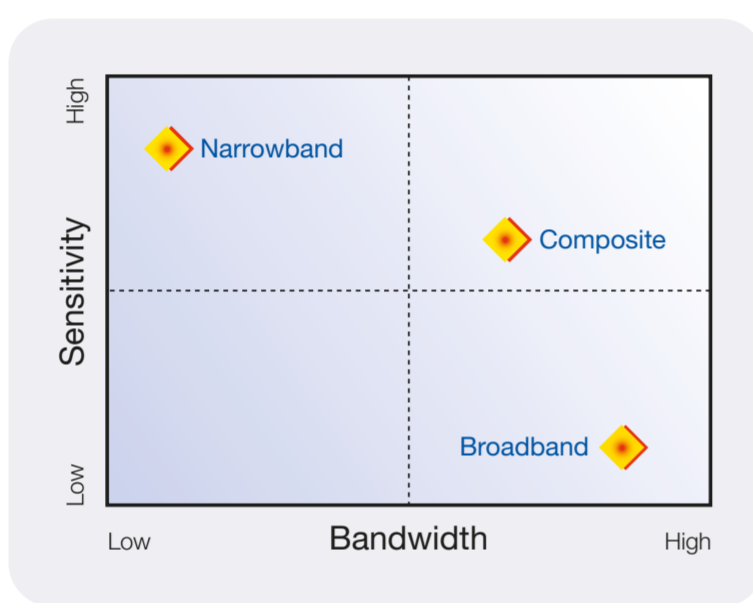 High
Narrowband
Composite
Sensitivity
Broadband
Low
Low
Bandwidth
High